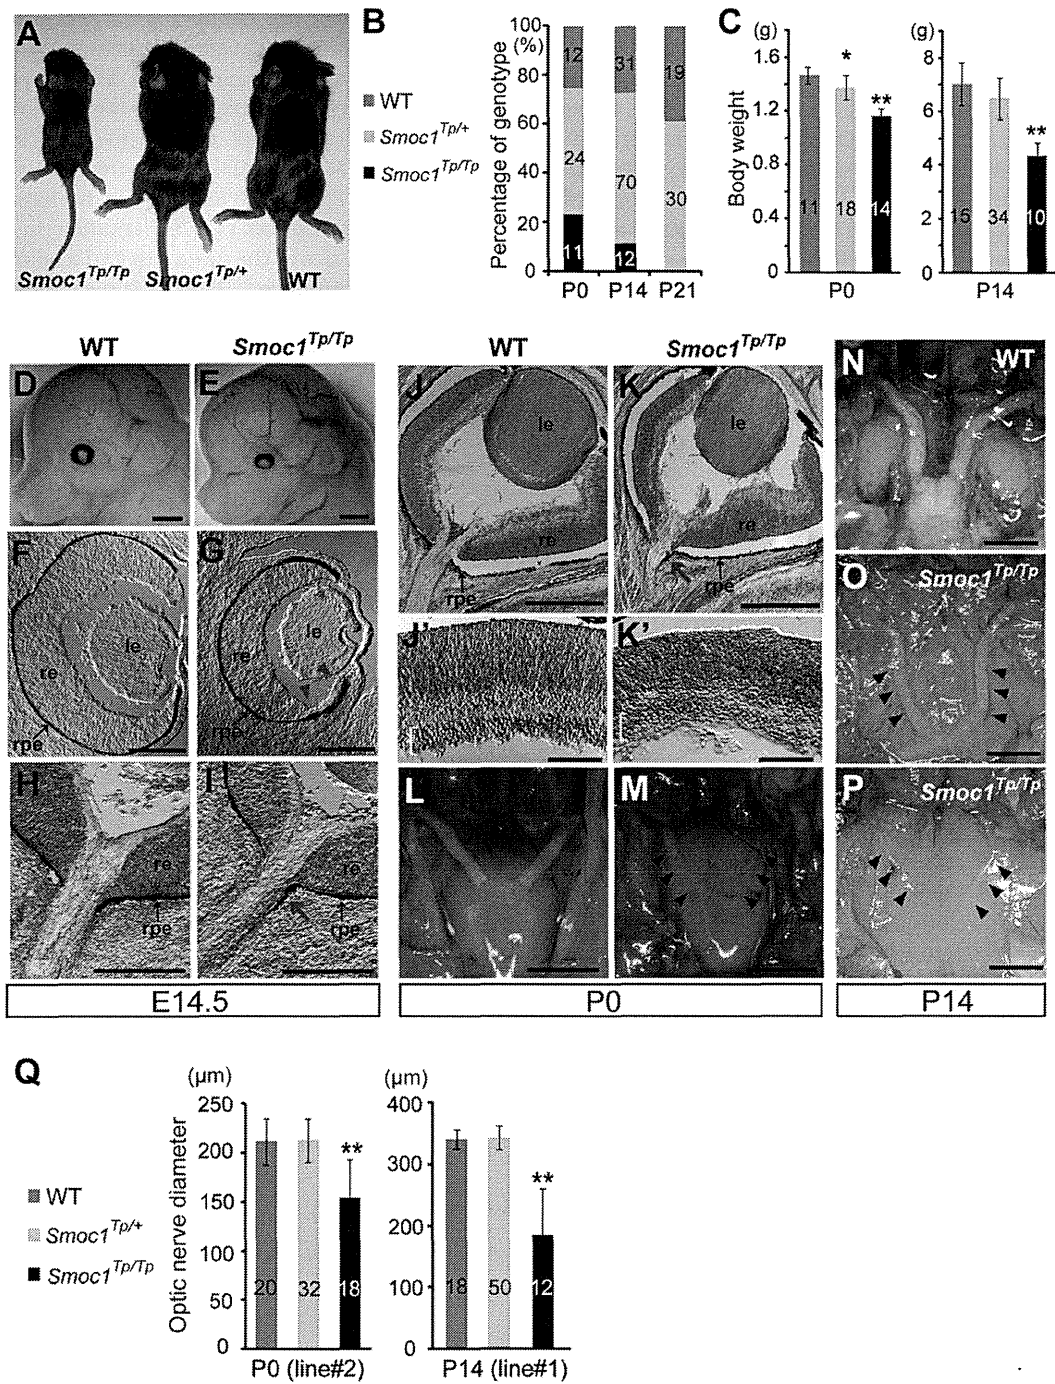 A
Smoc1Tp/Tp
Smoc1Tp/+
WT
B
WT
Smoc1Tp/+
Smoc1Tp/Tp
Percentage of genotype
(%)
100
80
60
40
20
0
12
24
11
31
70
12
19
30
P0
P14
P21
C
Body weight
(g)
1.6
1.2
0.8
0.4
0
*
**
11
18
14
P0
(g)
8
6
4
2
0
**
15
34
10
P14
WT
Smoc1Tp/Tp
D
E
F
re
le
rpe
G
re
le
rpe
H
re
rpe
I
re
rpe
E14.5
WT
Smoc1Tp/Tp
J
le
re
rpe
K
le
re
rpe
J'
K'
L
M
P0
N
WT
O
Smoc1Tp/Tp
P
Smoc1Tp/Tp
P14
Q
WT
Smoc1Tp/+
Smoc1Tp/Tp
Optic nerve diameter
(μm)
250
200
150
100
50
0
**
20
32
18
P0 (line#2)
(μm)
400
300
200
100
0
**
18
50
12
P14 (line#1)